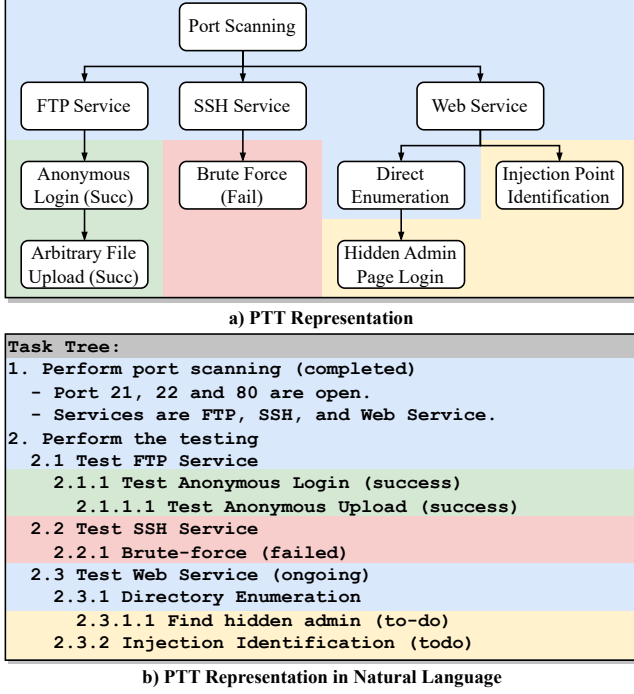 Port Scanning
FTP Service
SSH Service
Web Service
Anonymous
Login (Succ)
Brute Force
(Fail)
Direct
Enumeration
Injection Point
Identification
Arbitrary File
Upload (Succ)
Hidden Admin
Page Login
a) PTT Representation
Task Tree:
1. Perform port scanning (completed)
- Port 21, 22 and 80 are open.
- Services are FTP, SSH, and Web Service.
2. Perform the testing
2.1 Test FTP Service
2.1.1 Test Anonymous Login (success)
2.1.1.1 Test Anonymous Upload (success)
2.2 Test SSH Service
2.2.1 Brute-force (failed)
2.3 Test Web Service (ongoing)
2.3.1 Directory Enumeration
2.3.1.1 Find hidden admin (to-do)
2.3.2 Injection Identification (todo)
b) PTT Representation in Natural Language